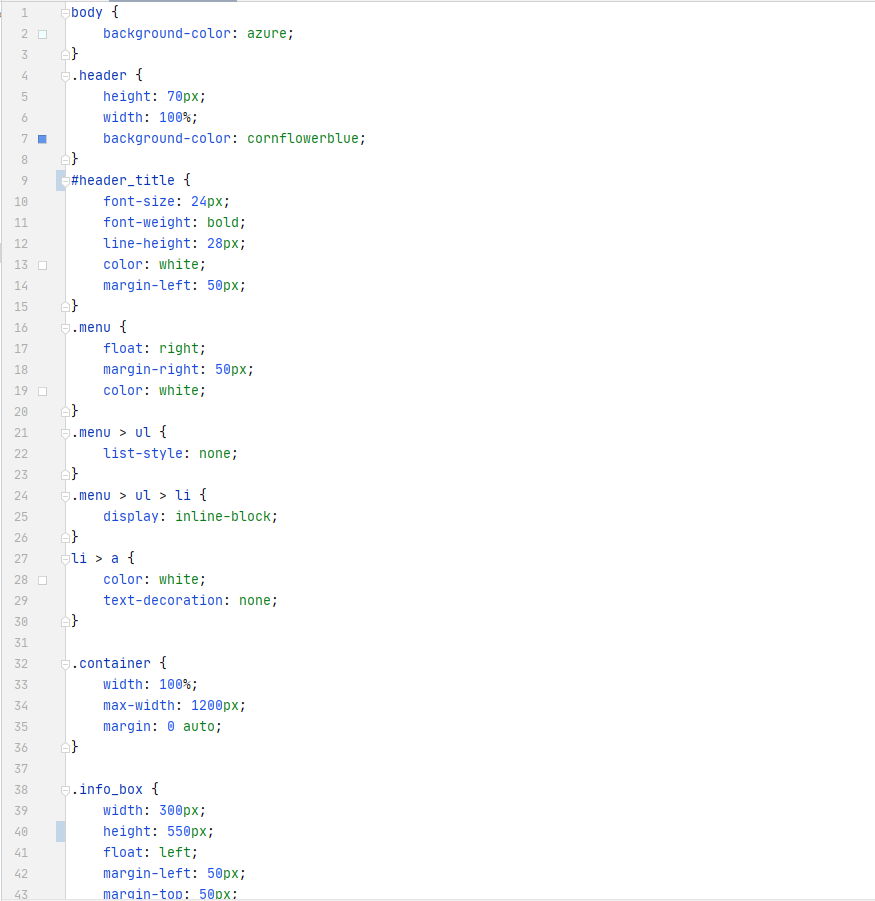 1 body {
2 background-color: azure;
3 }
4 .header {
5 height: 70px;
6 width: 100%;
7 background-color: cornflowerblue;
8 }
9 #header_title {
10 font-size: 24px;
11 font-weight: bold;
12 line-height: 28px;
13 color: white;
14 margin-left: 50px;
15 }
16 .menu {
17 float: right;
18 margin-right: 50px;
19 color: white;
20 }
21 .menu > ul {
22 list-style: none;
23 }
24 .menu > ul > li {
25 display: inline-block;
26 }
27 li > a {
28 color: white;
29 text-decoration: none;
30 }
31
32 .container {
33 width: 100%;
34 max-width: 1200px;
35 margin: 0 auto;
36 }
37
38 .info_box {
39 width: 300px;
40 height: 550px;
41 float: left;
42 margin-left: 50px;
43 margin-top: 50px;